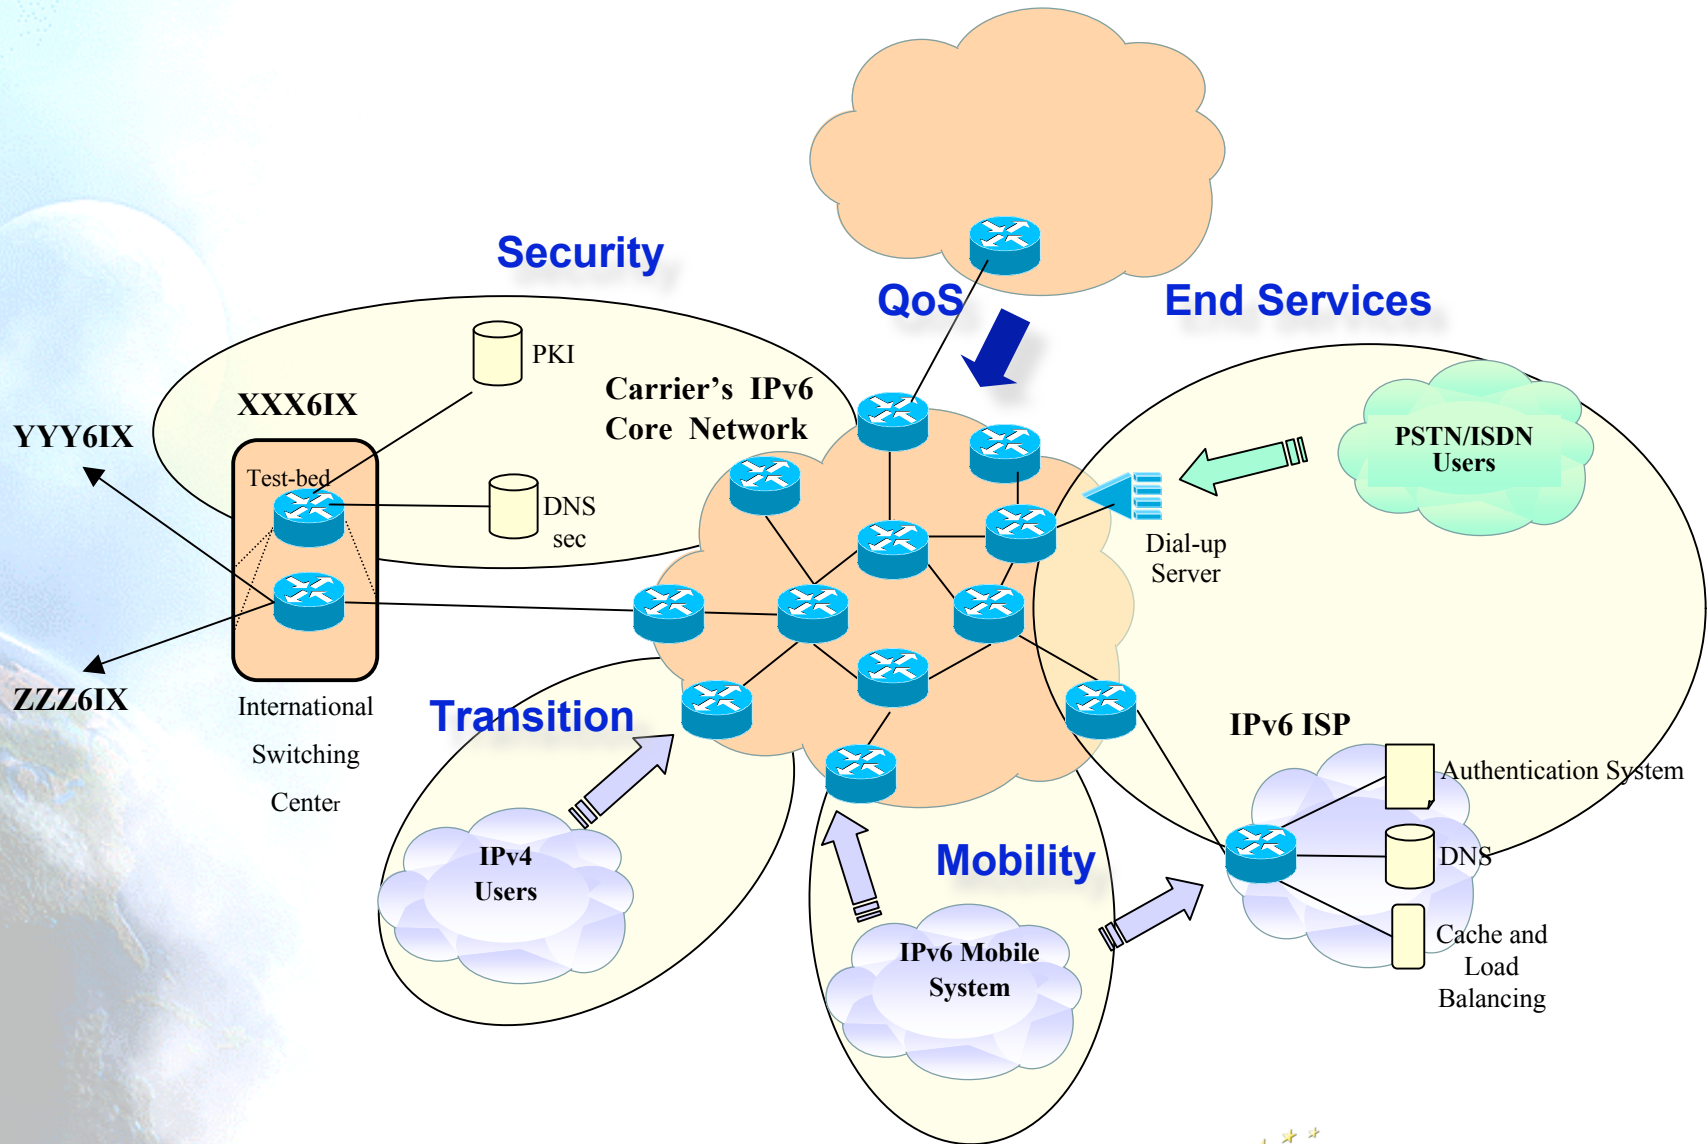 Security
QoS
End Services
PKI
Carrier's IPv6
Core Network
XXX6IX
YYY6IX
Test-bed
DNS
sec
PSTN/ISDN
Users
Dial-up
Server
ZZZ6IX
International
Switching
Center
Transition
IPv6 ISP
Authentication System
IPv4
Users
Mobility
DNS
IPv6 Mobile
System
Cache and
Load
Balancing